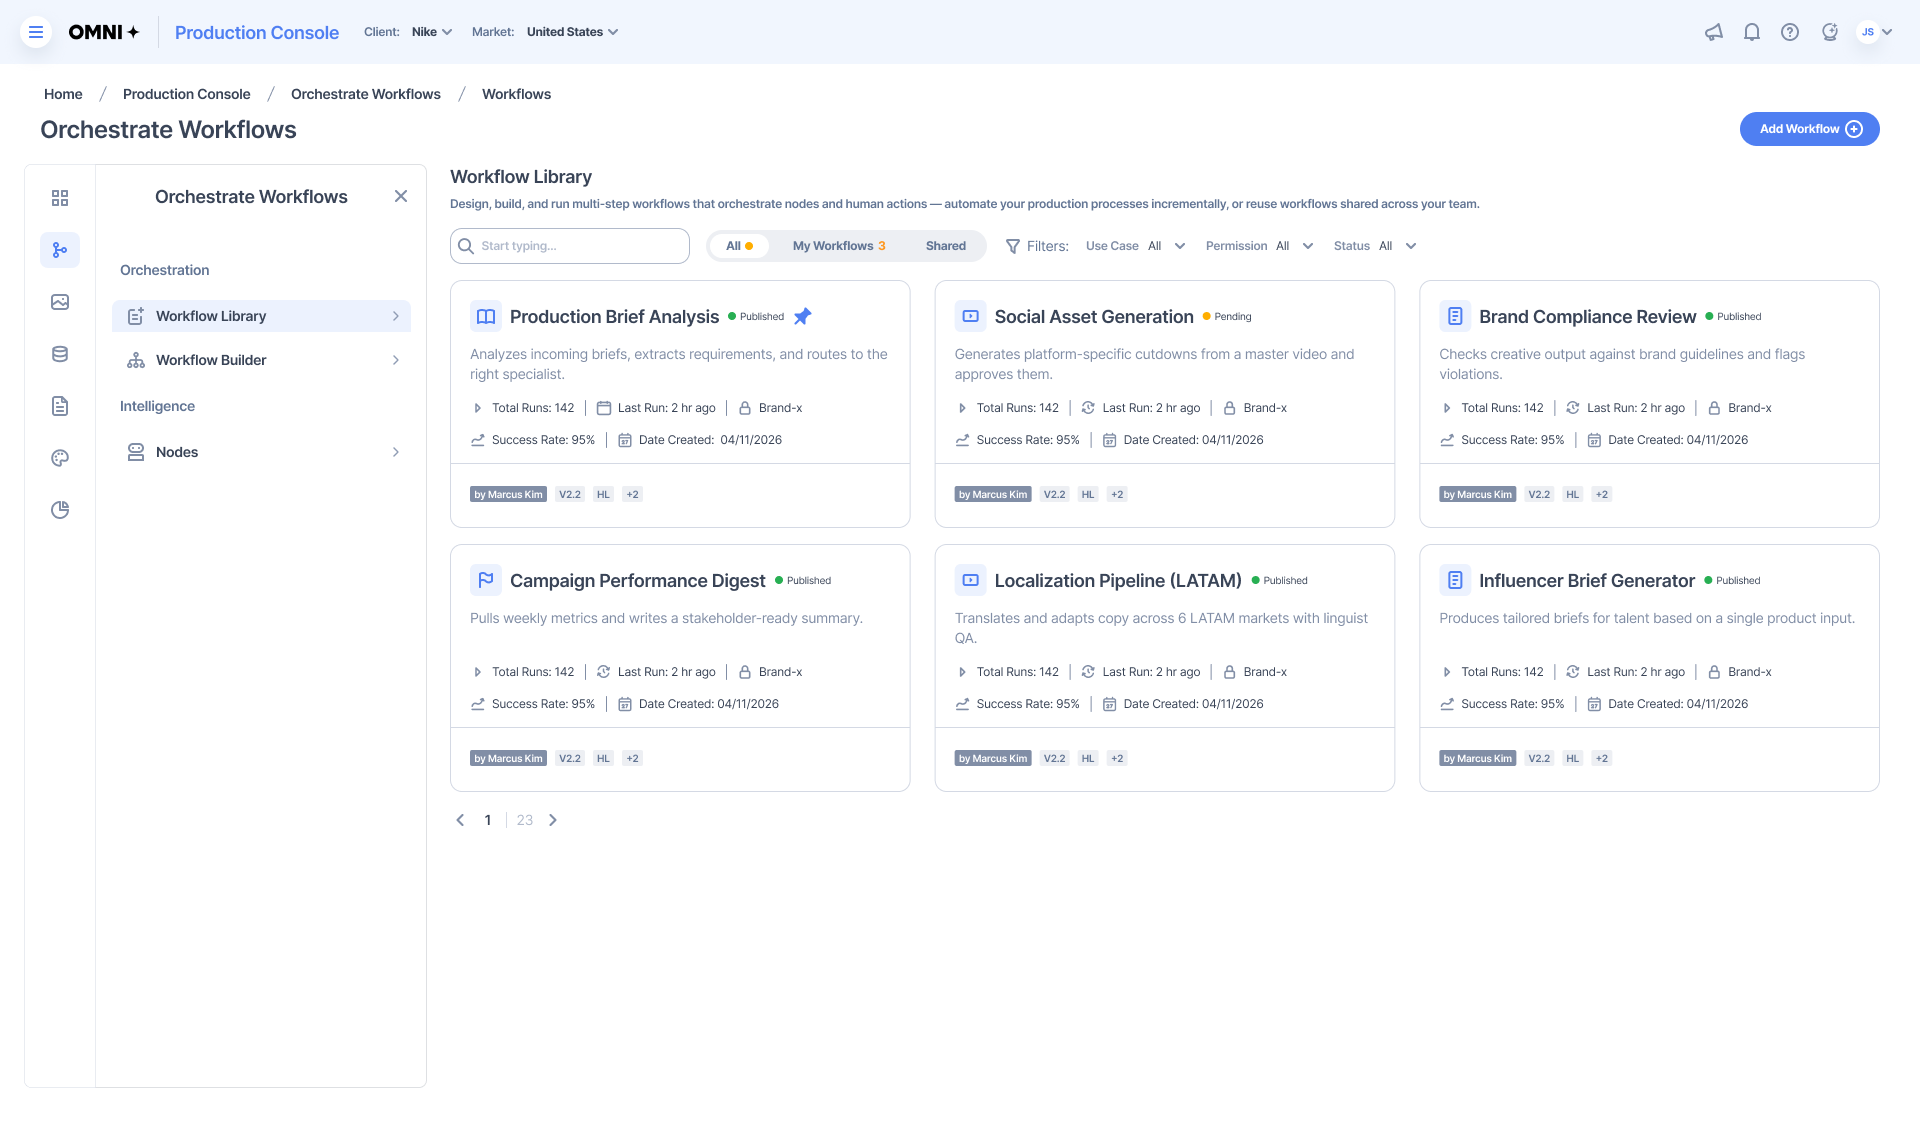 OMNI
Production Console
Client: Nike
Market: United States
JS
Home / Production Console / Orchestrate Workflows / Workflows
Orchestrate Workflows
Add Workflow
Orchestrate Workflows
Orchestration
Workflow Library
Workflow Builder
Intelligence
Nodes
Workflow Library
Design, build, and run multi-step workflows that orchestrate nodes and human actions — automate your production processes incrementally, or reuse workflows shared across your team.
Start typing...
All
My Workflows 3
Shared
Filters:
Use Case All
Permission All
Status All
Production Brief Analysis Published
Analyzes incoming briefs, extracts requirements, and routes to the
right specialist.
Total Runs: 142 Last Run: 2 hr ago Brand-x
Success Rate: 95% Date Created: 04/11/2026
by Marcus Kim V2.2 HL +2
Social Asset Generation Pending
Generates platform-specific cutdowns from a master video and
approves them.
Total Runs: 142 Last Run: 2 hr ago Brand-x
Success Rate: 95% Date Created: 04/11/2026
by Marcus Kim V2.2 HL +2
Brand Compliance Review Published
Checks creative output against brand guidelines and flags
violations.
Total Runs: 142 Last Run: 2 hr ago Brand-x
Success Rate: 95% Date Created: 04/11/2026
by Marcus Kim V2.2 HL +2
Campaign Performance Digest Published
Pulls weekly metrics and writes a stakeholder-ready summary.
Total Runs: 142 Last Run: 2 hr ago Brand-x
Success Rate: 95% Date Created: 04/11/2026
by Marcus Kim V2.2 HL +2
Localization Pipeline (LATAM) Published
Translates and adapts copy across 6 LATAM markets with linguist
QA.
Total Runs: 142 Last Run: 2 hr ago Brand-x
Success Rate: 95% Date Created: 04/11/2026
by Marcus Kim V2.2 HL +2
Influencer Brief Generator Published
Produces tailored briefs for talent based on a single product input.
Total Runs: 142 Last Run: 2 hr ago Brand-x
Success Rate: 95% Date Created: 04/11/2026
by Marcus Kim V2.2 HL +2
1 23